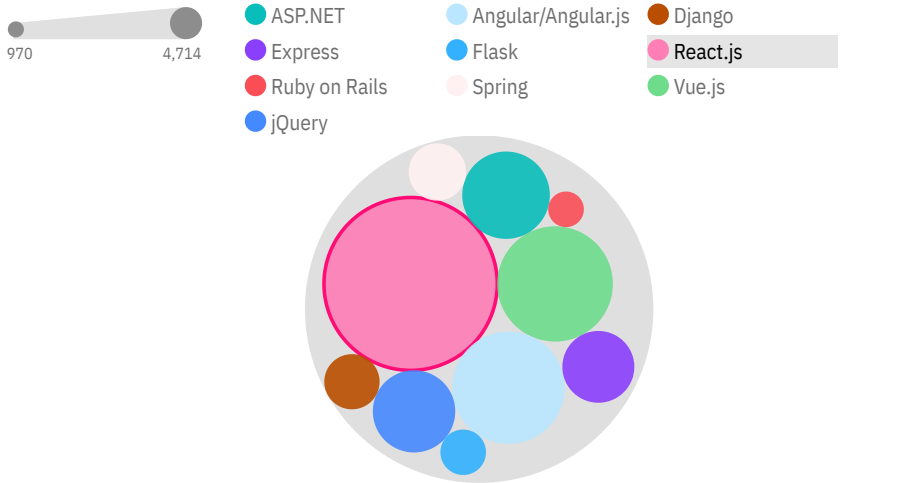 970 4,714
ASP.NET Angular/Angular.js Django
Express Flask React.js
Ruby on Rails Spring Vue.js
jQuery